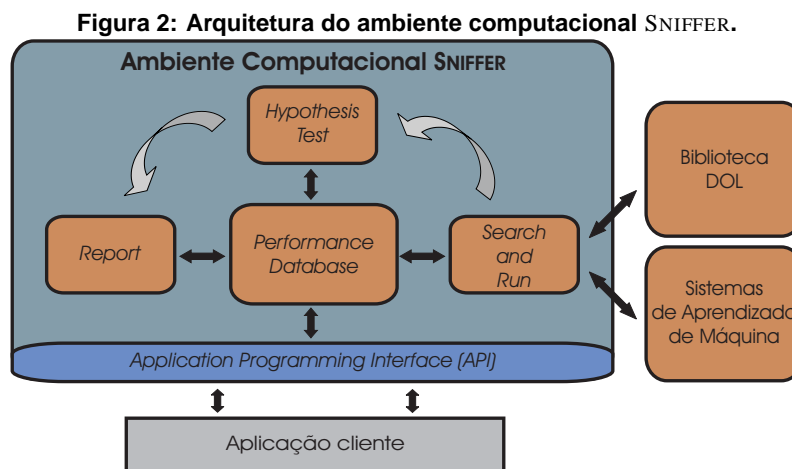 Figura 2: Arquitetura do ambiente computacional SNIFFER.
Ambiente Computacional SNIFFER
Hypothesis
Test
Biblioteca
DOL
Report
Performance
Database
Search
and
Run
Sistemas
de Aprendizado
de Máquina
Application Programming Interface (API)
Aplicação cliente